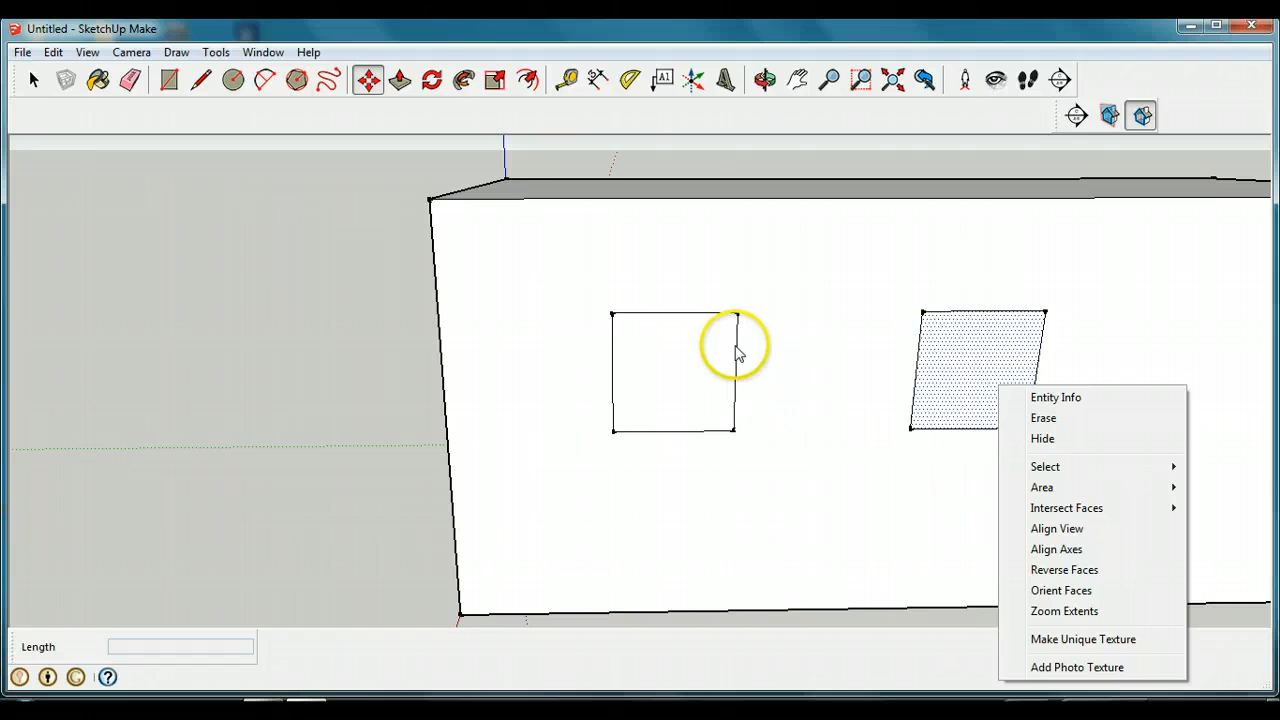 Untitled - SketchUp Make
File Edit View Camera Draw Tools Window Help
A1
Entity Info
Erase
Hide
Select
Area
Intersect Faces
Align View
Align Axes
Reverse Faces
Orient Faces
Zoom Extents
Make Unique Texture
Add Photo Texture
Length